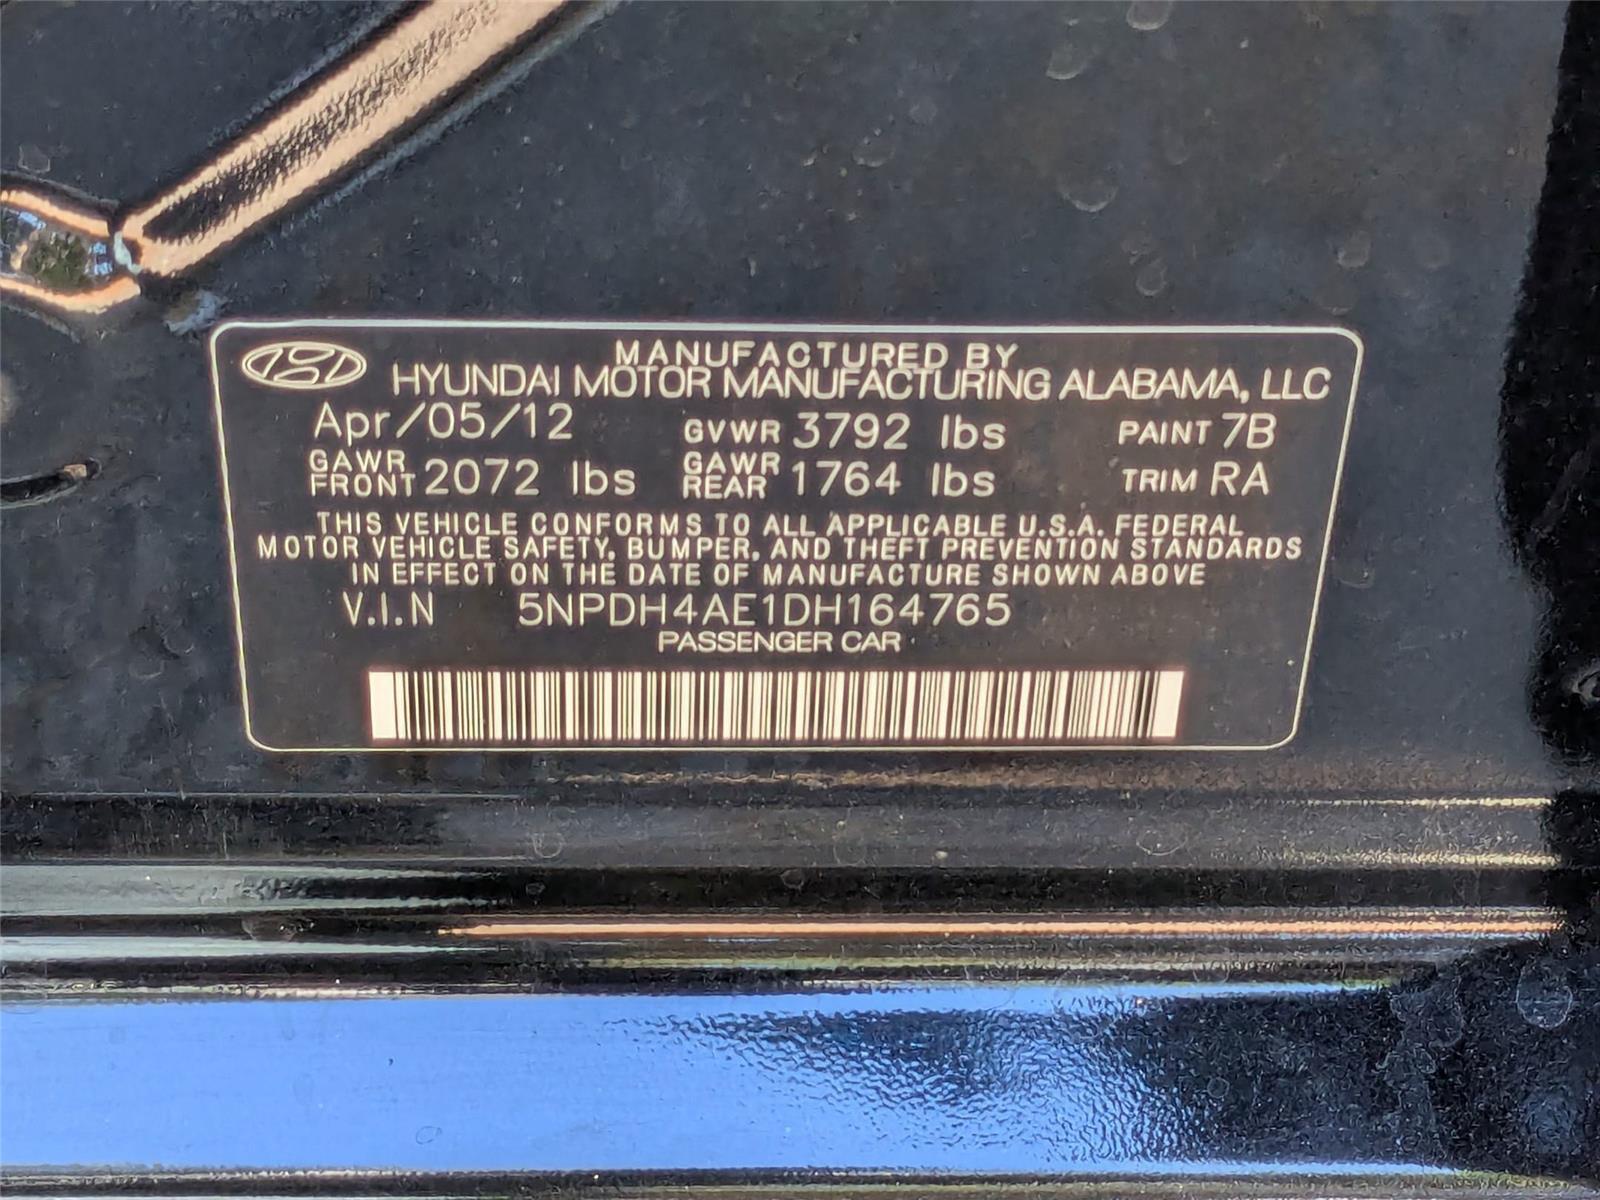 MANUFACTURED BY
HYUNDAI MOTOR MANUFACTURING ALABAMA, LLC
Apr/05/12 GVWR 3792 lbs PAINT 7B
GAWR FRONT 2072 lbs GAWR REAR 1764 lbs TRIM RA
THIS VEHICLE CONFORMS TO ALL APPLICABLE U.S.A. FEDERAL
MOTOR VEHICLE SAFETY, BUMPER, AND THEFT PREVENTION STANDARDS
IN EFFECT ON THE DATE OF MANUFACTURE SHOWN ABOVE
V.I.N 5NPDH4AE1DH164765
PASSENGER CAR